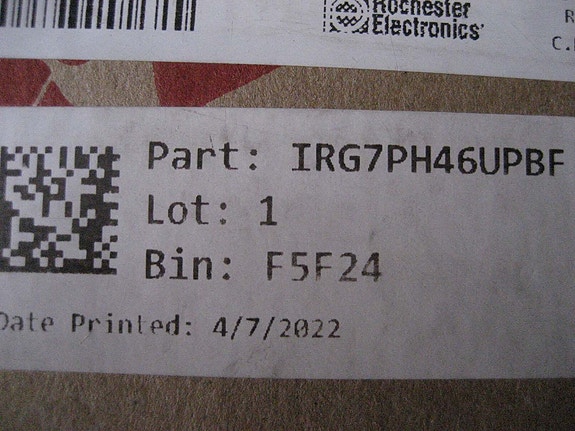 Rochester
Electronics
R
C.
Part: IRG7PH46UPBF
Lot: 1
Bin: F5F24
Date Printed: 4/7/2022